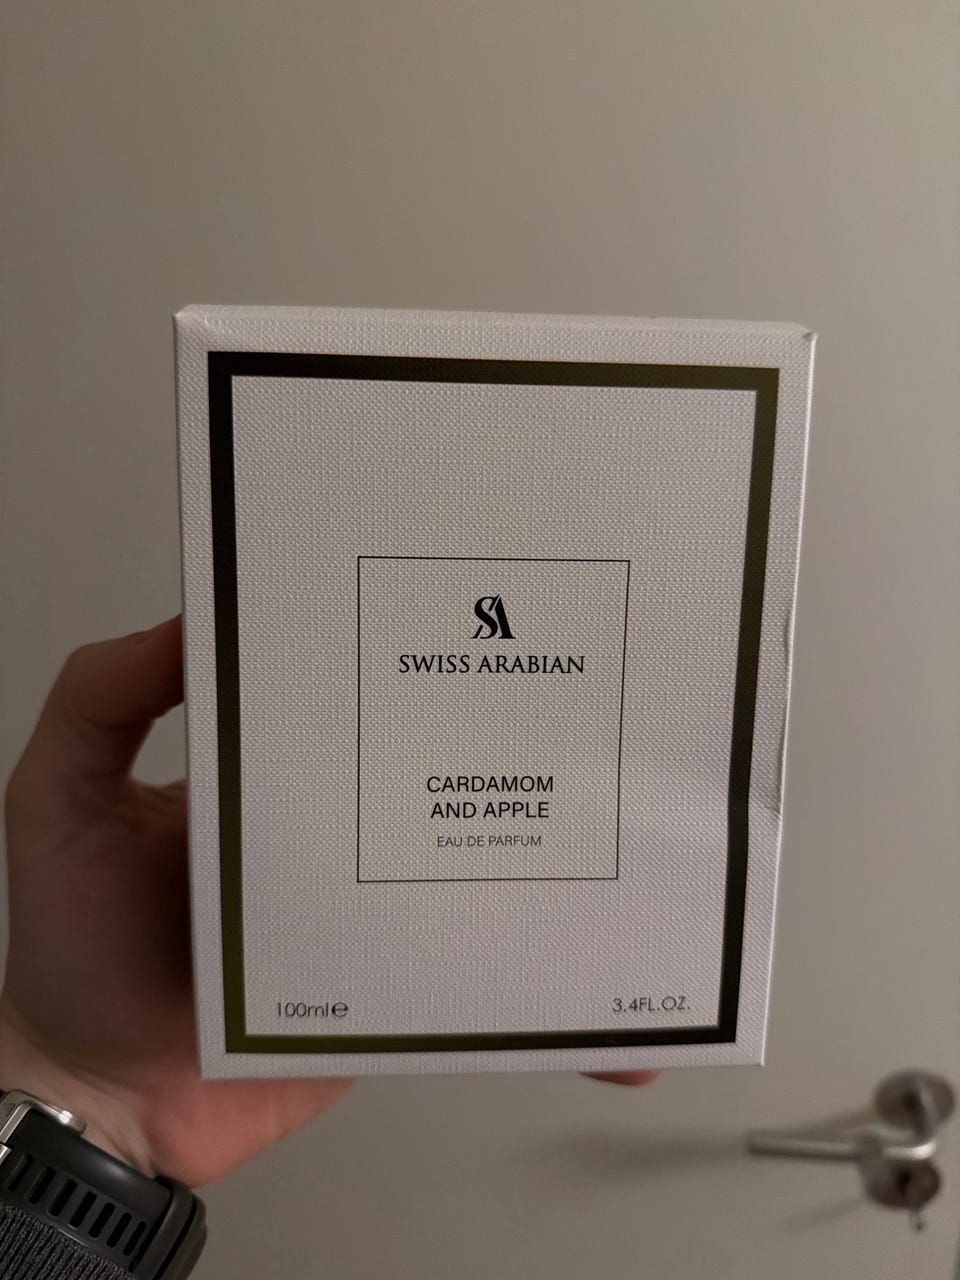 SA
SWISS ARABIAN
CARDAMOM
AND APPLE
EAU DE PARFUM
100ml℮
3.4FL.OZ.